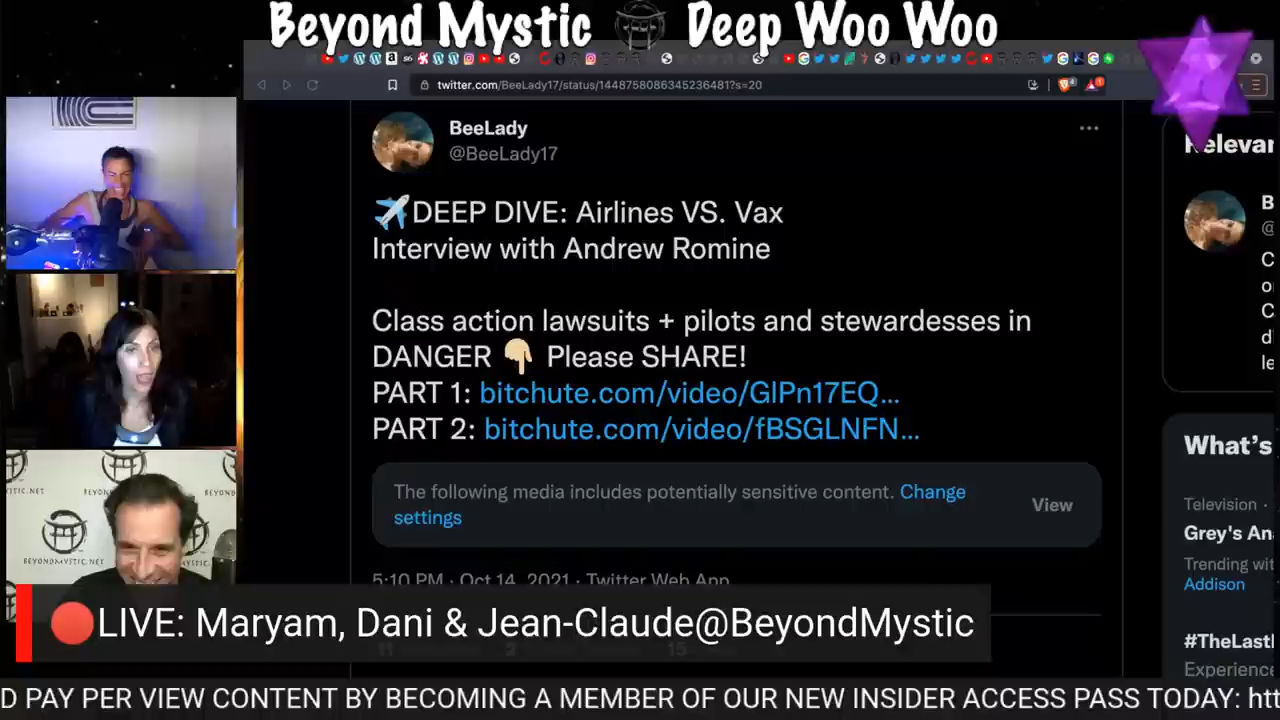 Beyond Mystic Deep Woo Woo
twitter.com/BeeLady17/status/1448758086345236481?s=20
BeeLady
@BeeLady17
✈️DEEP DIVE: Airlines VS. Vax
Interview with Andrew Romine
Class action lawsuits + pilots and stewardesses in
DANGER 👇🏼 Please SHARE!
PART 1: bitchute.com/video/GlPn17EQ…
PART 2: bitchute.com/video/fBSGLNFN…
The following media includes potentially sensitive content. Change
settings
View
5:10 PM · Oct 14, 2021 · Twitter Web App
Relevan
What's
Television ·
Grey's An
Trending wit
Addison
#TheLast
Experience
BEYONDMYSTIC.NET
🔴LIVE: Maryam, Dani & Jean-Claude@BeyondMystic
D PAY PER VIEW CONTENT BY BECOMING A MEMBER OF OUR NEW INSIDER ACCESS PASS TODAY: htt